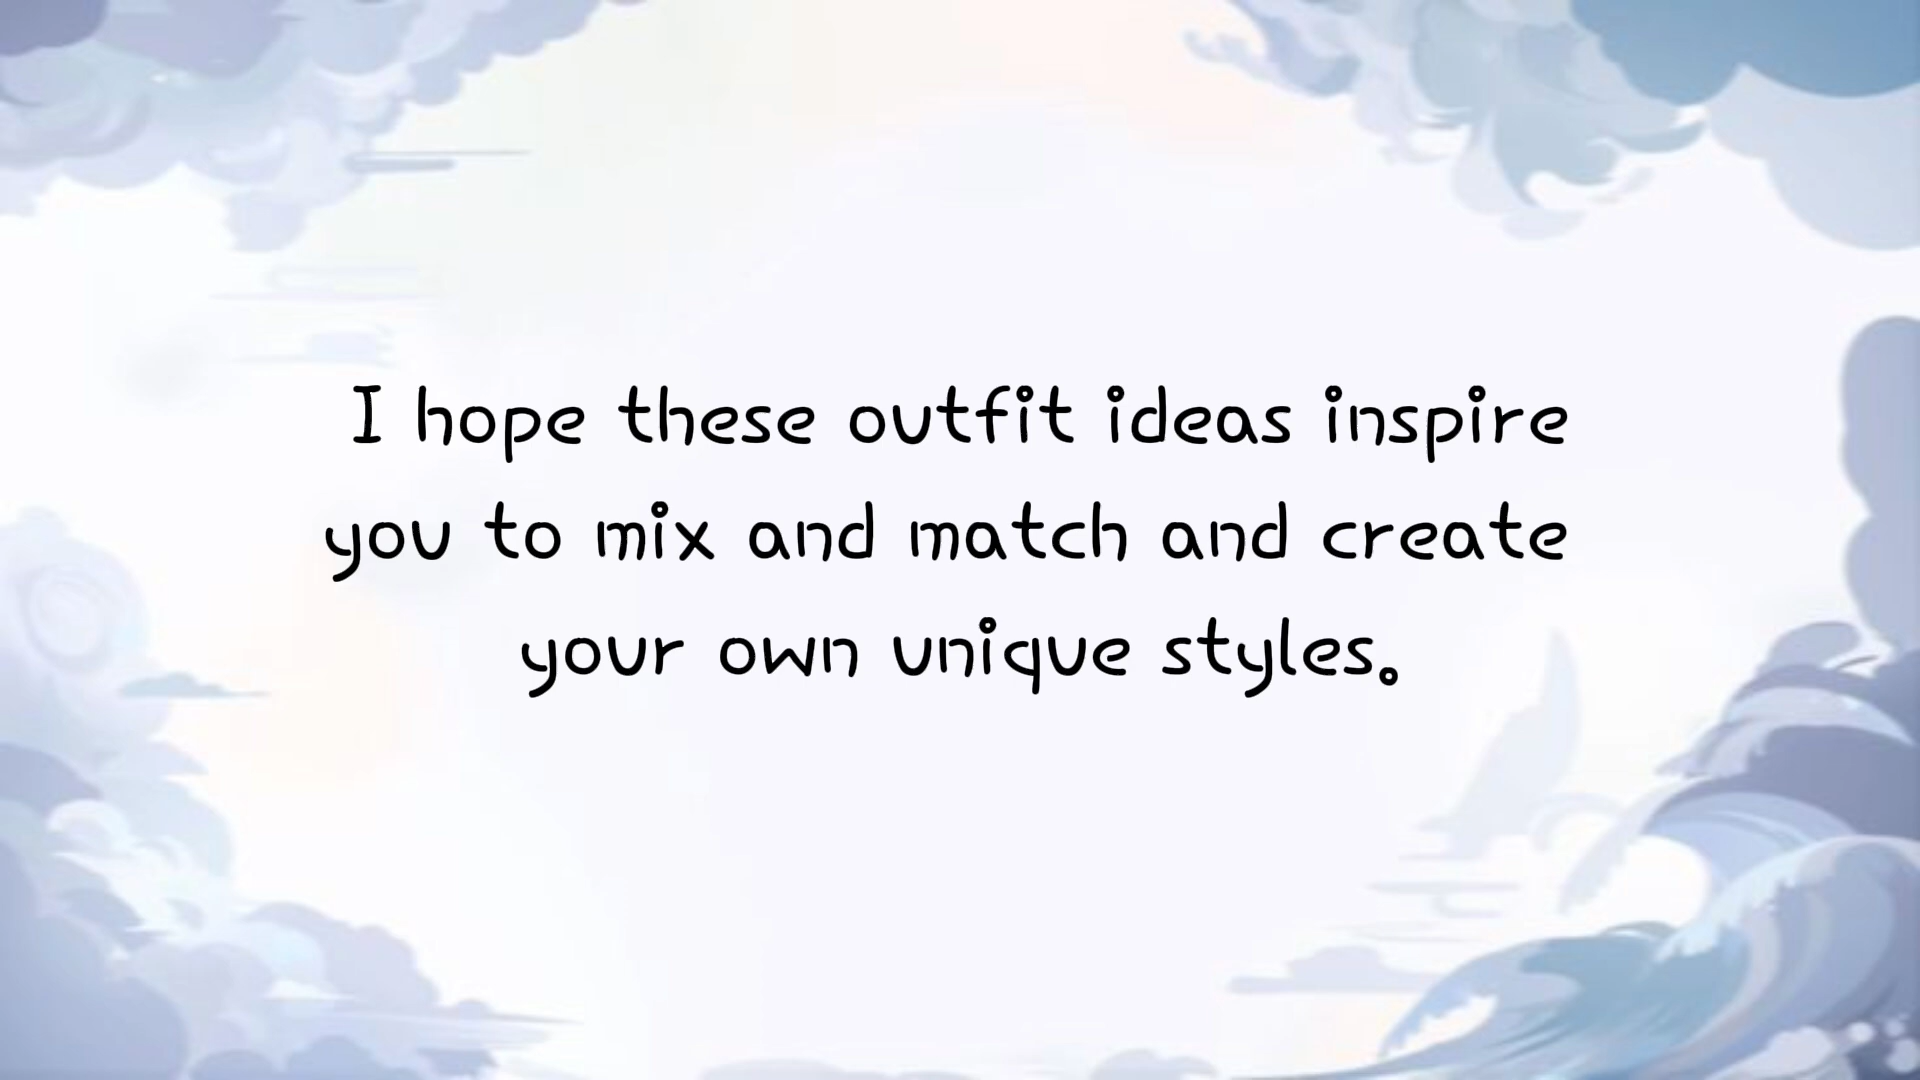 I hope these outfit ideas inspire
you to mix and match and create
your own unique styles.